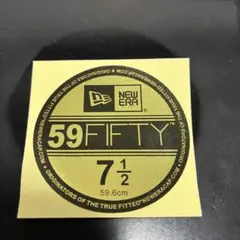 NEW ERA
59FIFTY
7 1/2
59.6cm
ORIGINATORS OF THE TRUE FITTED
NEWERACAP.COM